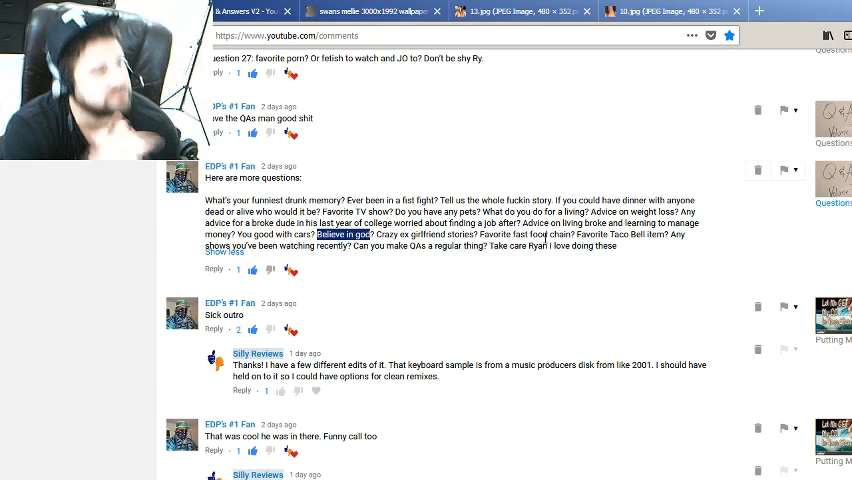 & Answers V2 - You
swans mellie 3000x1992 wallpaper
13.jpg (JPEG Image, 480 × 352 p
10.jpg (JPEG Image, 480 × 352 p
https://www.youtube.com/comments
uestion 27: favorite porn? Or fetish to watch and JO to? Don't be shy Ry.
ply 1
Questions
DP's #1 Fan 2 days ago
ove the QAs man good shit
ply 1
Q & A
Questions
EDP's #1 Fan 2 days ago
Here are more questions:
Q & A
Questions
What's your funniest drunk memory? Ever been in a fist fight? Tell us the whole fuckin story. If you could have dinner with anyone
dead or alive who would it be? Favorite TV show? Do you have any pets? What do you do for a living? Advice on weight loss? Any
advice for a broke dude in his last year of college worried about finding a job after? Advice on living broke and learning to manage
money? You good with cars? Believe in god? Crazy ex girlfriend stories? Favorite fast food chain? Favorite Taco Bell item? Any
shows you've been watching recently? Can you make QAs a regular thing? Take care Ryan I love doing these
Show less
Reply 1
EDP's #1 Fan 2 days ago
Sick outro
Reply 2
Putting M
Silly Reviews 1 day ago
Thanks! I have a few different edits of it. That keyboard sample is from a music producers disk from like 2001. I should have
held on to it so I could have options for clean remixes.
Reply 1
EDP's #1 Fan 2 days ago
That was cool he was in there. Funny call too
Reply 1
Putting M
Silly Reviews 1 day ago